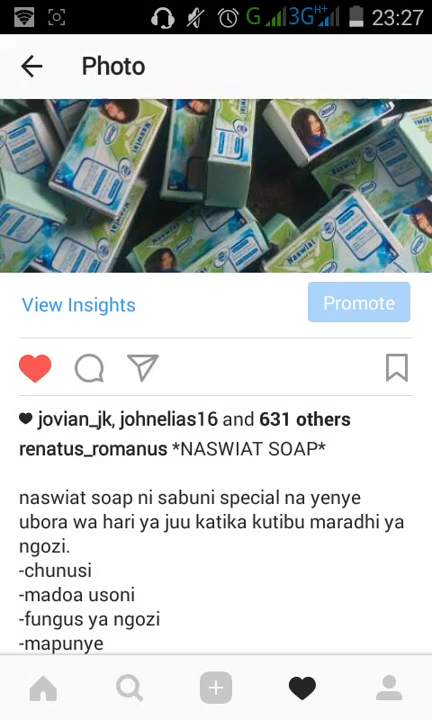 G 3G H+ 23:27
Photo
Naswiat
View Insights
Promote
jovian_jk, johnelias16 and 631 others
renatus_romanus *NASWIAT SOAP*
naswiat soap ni sabuni special na yenye
ubora wa hari ya juu katika kutibu maradhi ya
ngozi.
-chunusi
-madoa usoni
-fungus ya ngozi
-mapunye